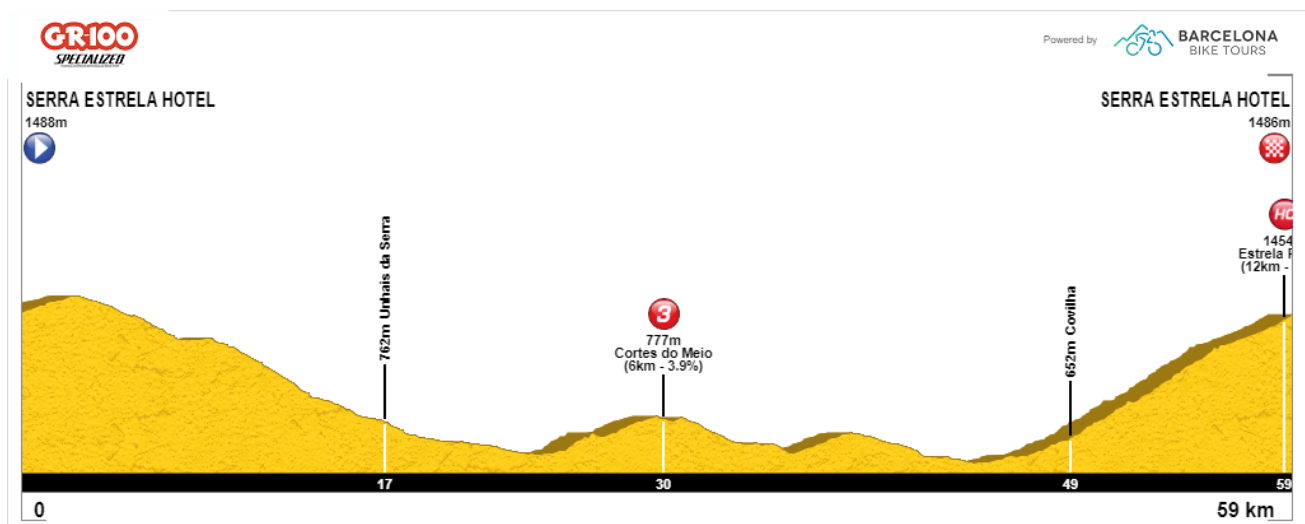 GR-100
SPECIALIZED
Powered by
BARCELONA
BIKE TOURS
SERRA ESTRELA HOTEL
1488m
SERRA ESTRELA HOTEL
1486m
HC
1454
Estrela
(12km -
762m Unhais da Serra
3
777m
Cortes do Meio
(6km - 3.9%)
652m Covilha
17
30
49
59
0
59 km